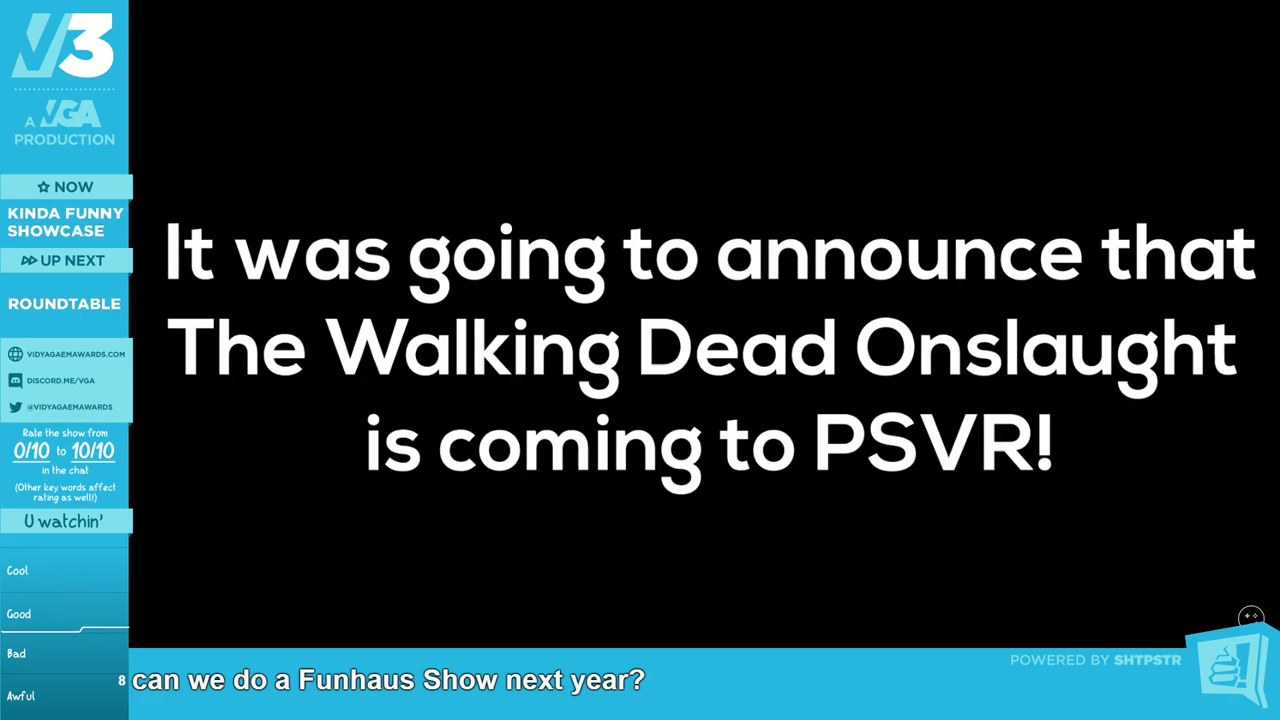 V3
A VGA
PRODUCTION
NOW
KINDA FUNNY
SHOWCASE
UP NEXT
ROUNDTABLE
VIDYAGAEMAWARDS.COM
DISCORD.ME/VGA
@VIDYAGAEMAWARDS
Rate the show from
0/10 to 10/10
in the chat
(Other key words affect
rating as well!)
U watchin'
Cool
Good
Bad
Awful
It was going to announce that
The Walking Dead Onslaught
is coming to PSVR!
POWERED BY SHTPSTR
8 can we do a Funhaus Show next year?